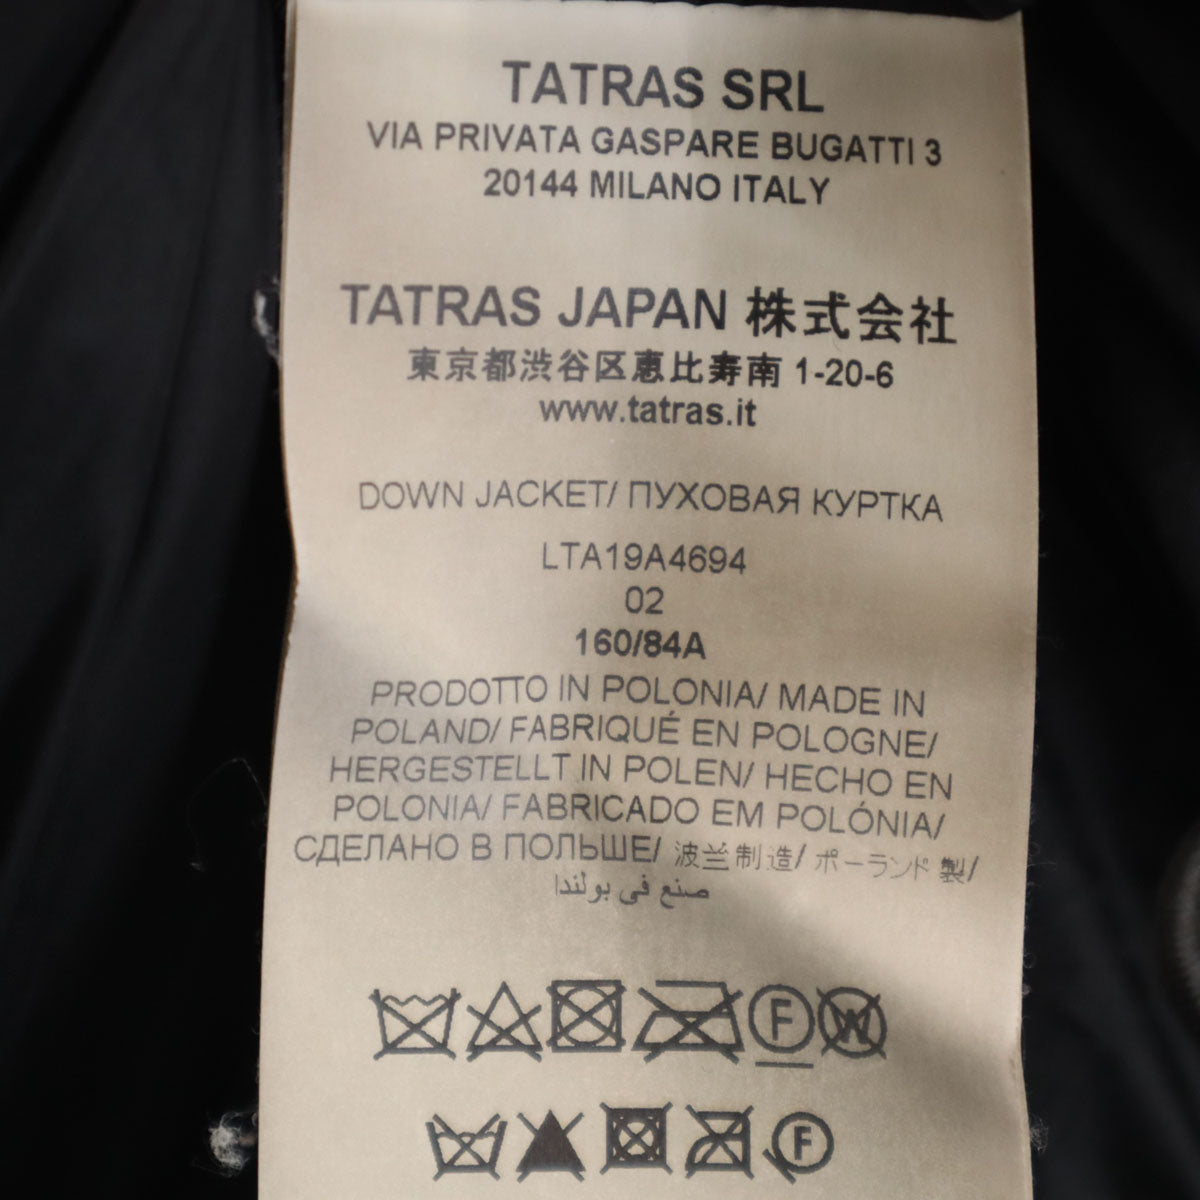 TATRAS SRL
VIA PRIVATA GASPARE BUGATTI 3
20144 MILANO ITALY
TATRAS JAPAN 株式会社
東京都渋谷区恵比寿南 1-20-6
www.tatras.it
DOWN JACKET/ ПУХОВАЯ КУРТКА
LTA19A4694
02
160/84A
PRODOTTO IN POLONIA/ MADE IN
POLAND/ FABRIQUÉ EN POLOGNE/
HERGESTELLT IN POLEN/ HECHO EN
POLONIA/ FABRICADO EM POLÓNIA/
СДЕЛАНО В ПОЛЬШЕ/ 波兰制造/ ポーランド製/
صنع في بولندا
F W
F